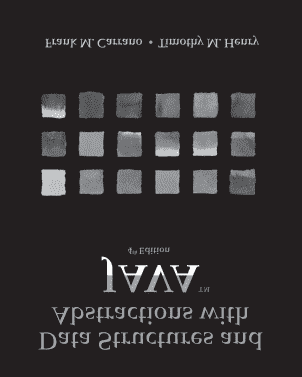 Data Structures and
Abstractions with
JAVA™
4th Edition
Frank M. Carrano • Timothy M. Henry